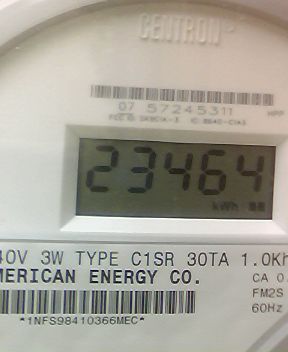 CENTRON
07 57245311
23464
kWh
40V 3W TYPE C1SR 30TA 1.0Kh
MERICAN ENERGY CO.
CA 0.
FM2S
60Hz
*1NFS98410366MEC*